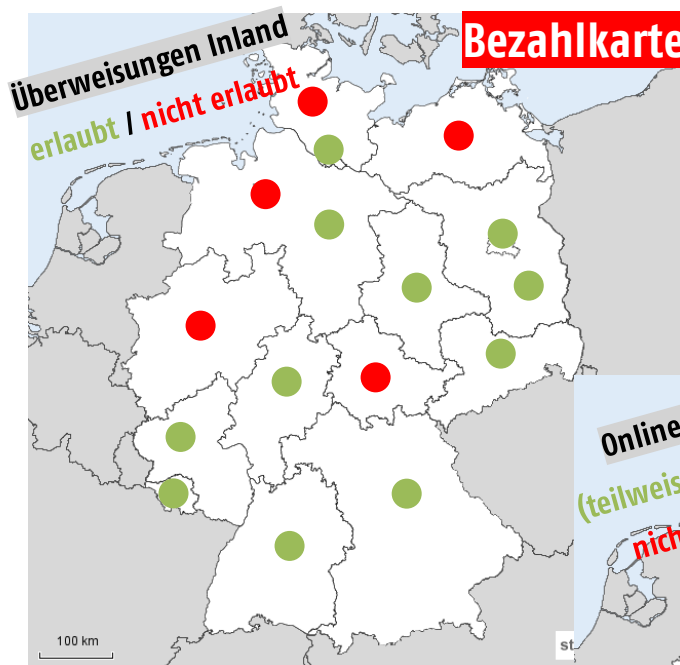 Überweisungen Inland
erlaubt / nicht erlaubt
Bezahlkarte
Online
(teilweis
nich
100 km
st